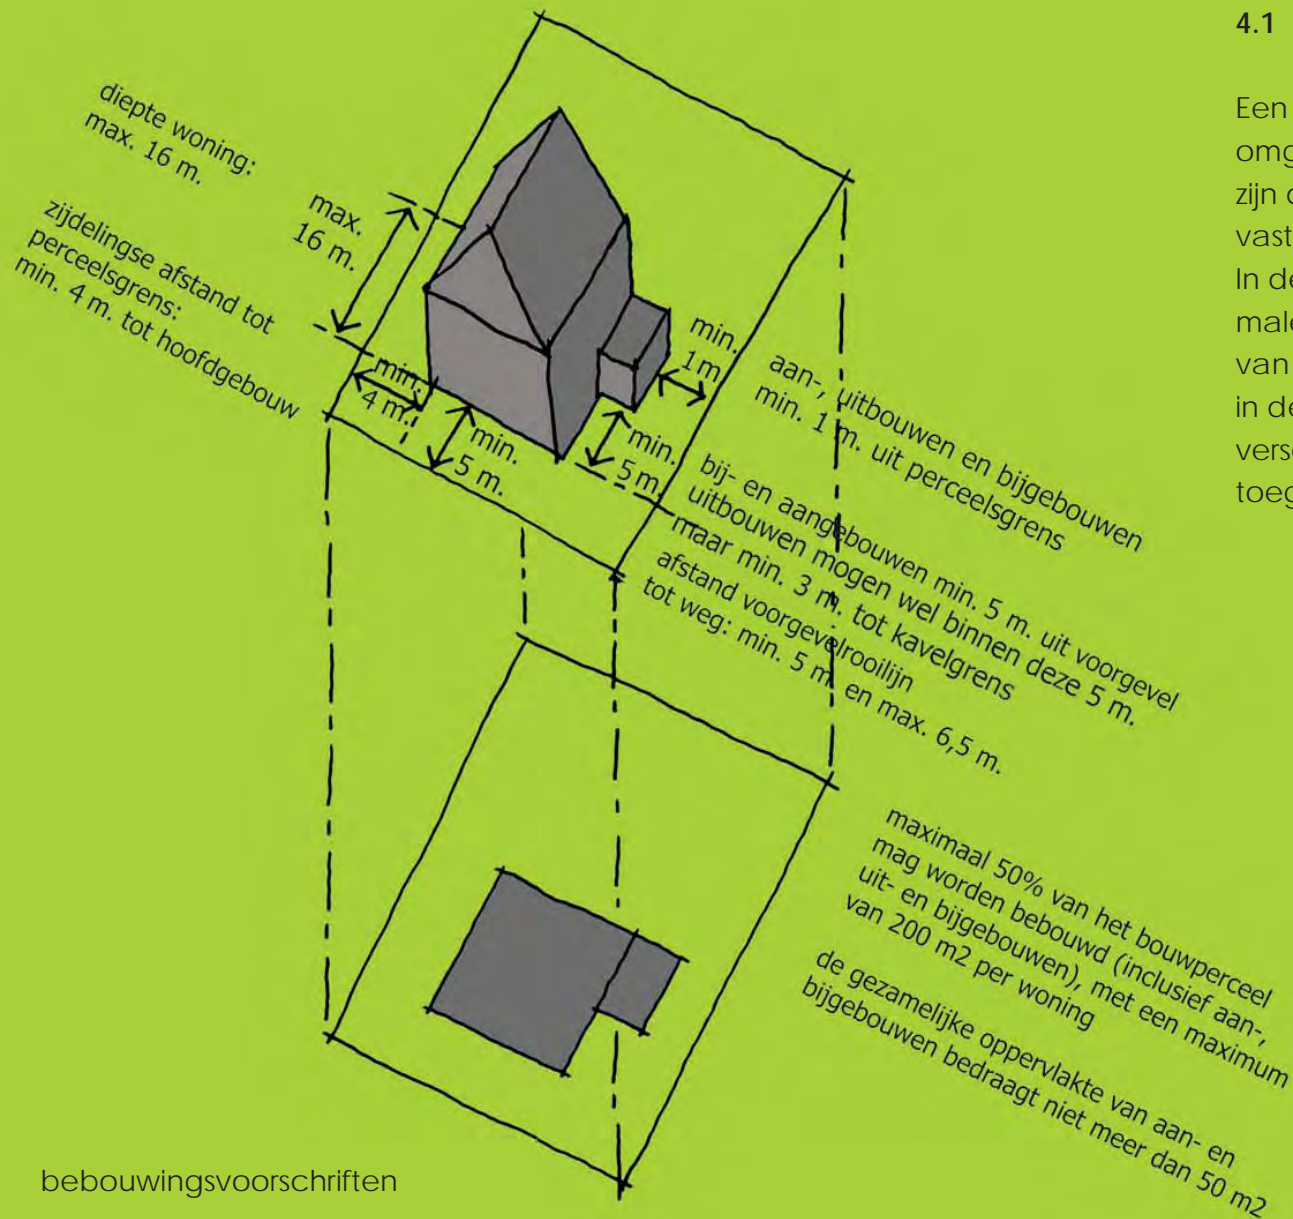 diepte woning:
max. 16 m.
zijdelingse afstand tot
perceelsgrens:
min. 4 m. tot hoofdgebouw
max.
16 m.
min.
4 m.
min.
5 m.
min.
5 m.
min.
1 m
aan-, uitbouwen en bijgebouwen
min. 1 m. uit perceelsgrens
bij- en aangebouwen min. 5 m. uit voorgevel
uitbouwen mogen wel binnen deze 5 m.
maar min. 3 m. tot kavelgrens
afstand voorgevelrooilijn
tot weg: min. 5 m. en max. 6,5 m.
maximaal 50% van het bouwperceel
mag worden bebouwd (inclusief aan-,
uit- en bijgebouwen), met een maximum
van 200 m2 per woning
de gezamelijke oppervlakte van aan- en
bijgebouwen bedraagt niet meer dan 50 m2
bebouwingsvoorschriften
4.1
Een
omg
zijn
vast
In de
male
van
in de
vers
toeg